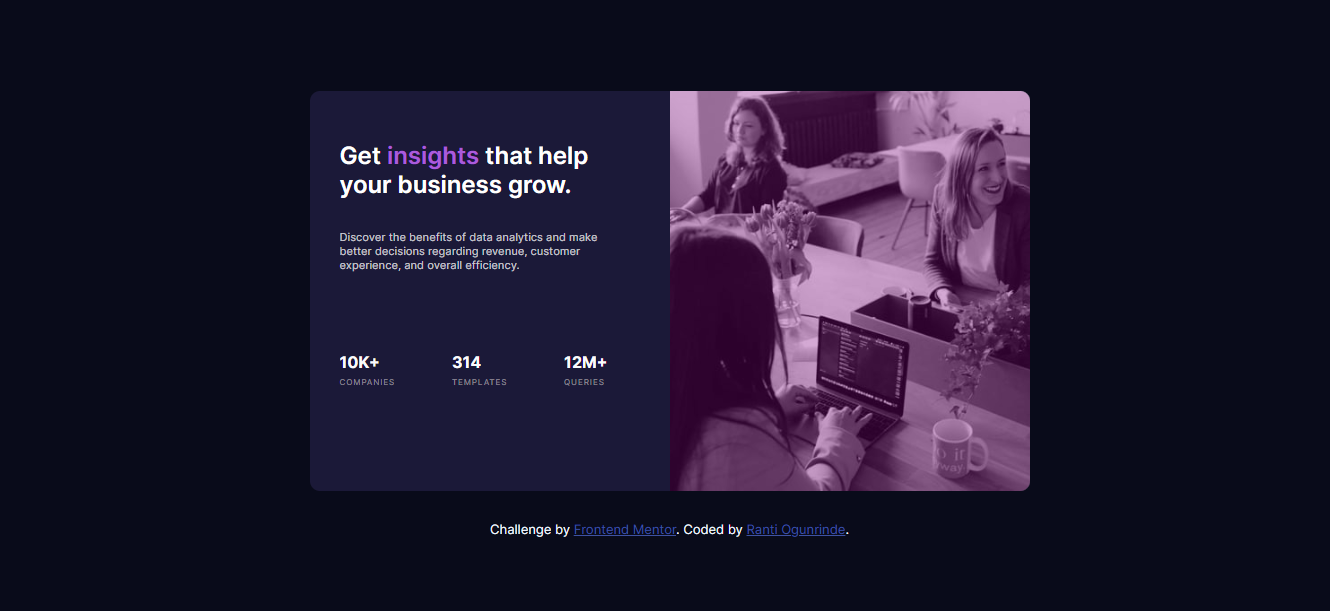 Get insights that help
your business grow.
Discover the benefits of data analytics and make
better decisions regarding revenue, customer
experience, and overall efficiency.
10K+ 314 12M+
COMPANIES TEMPLATES QUERIES
Challenge by Frontend Mentor. Coded by Ranti Ogunrinde.